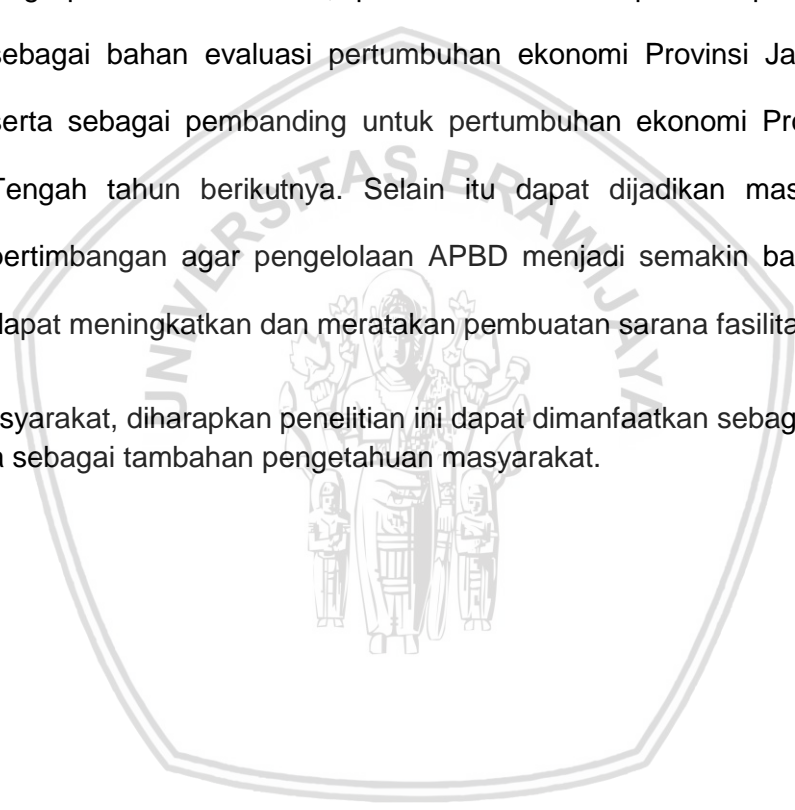 sebagai bahan evaluasi pertumbuhan ekonomi Provinsi Ja
serta sebagai pembanding untuk pertumbuhan ekonomi Pro
Tengah tahun berikutnya. Selain itu dapat dijadikan mas
pertimbangan agar pengelolaan APBD menjadi semakin ba
dapat meningkatkan dan meratakan pembuatan sarana fasilita
syarakat, diharapkan penelitian ini dapat dimanfaatkan sebag
a sebagai tambahan pengetahuan masyarakat.
UNIVERSITAS BRAWIJAYA